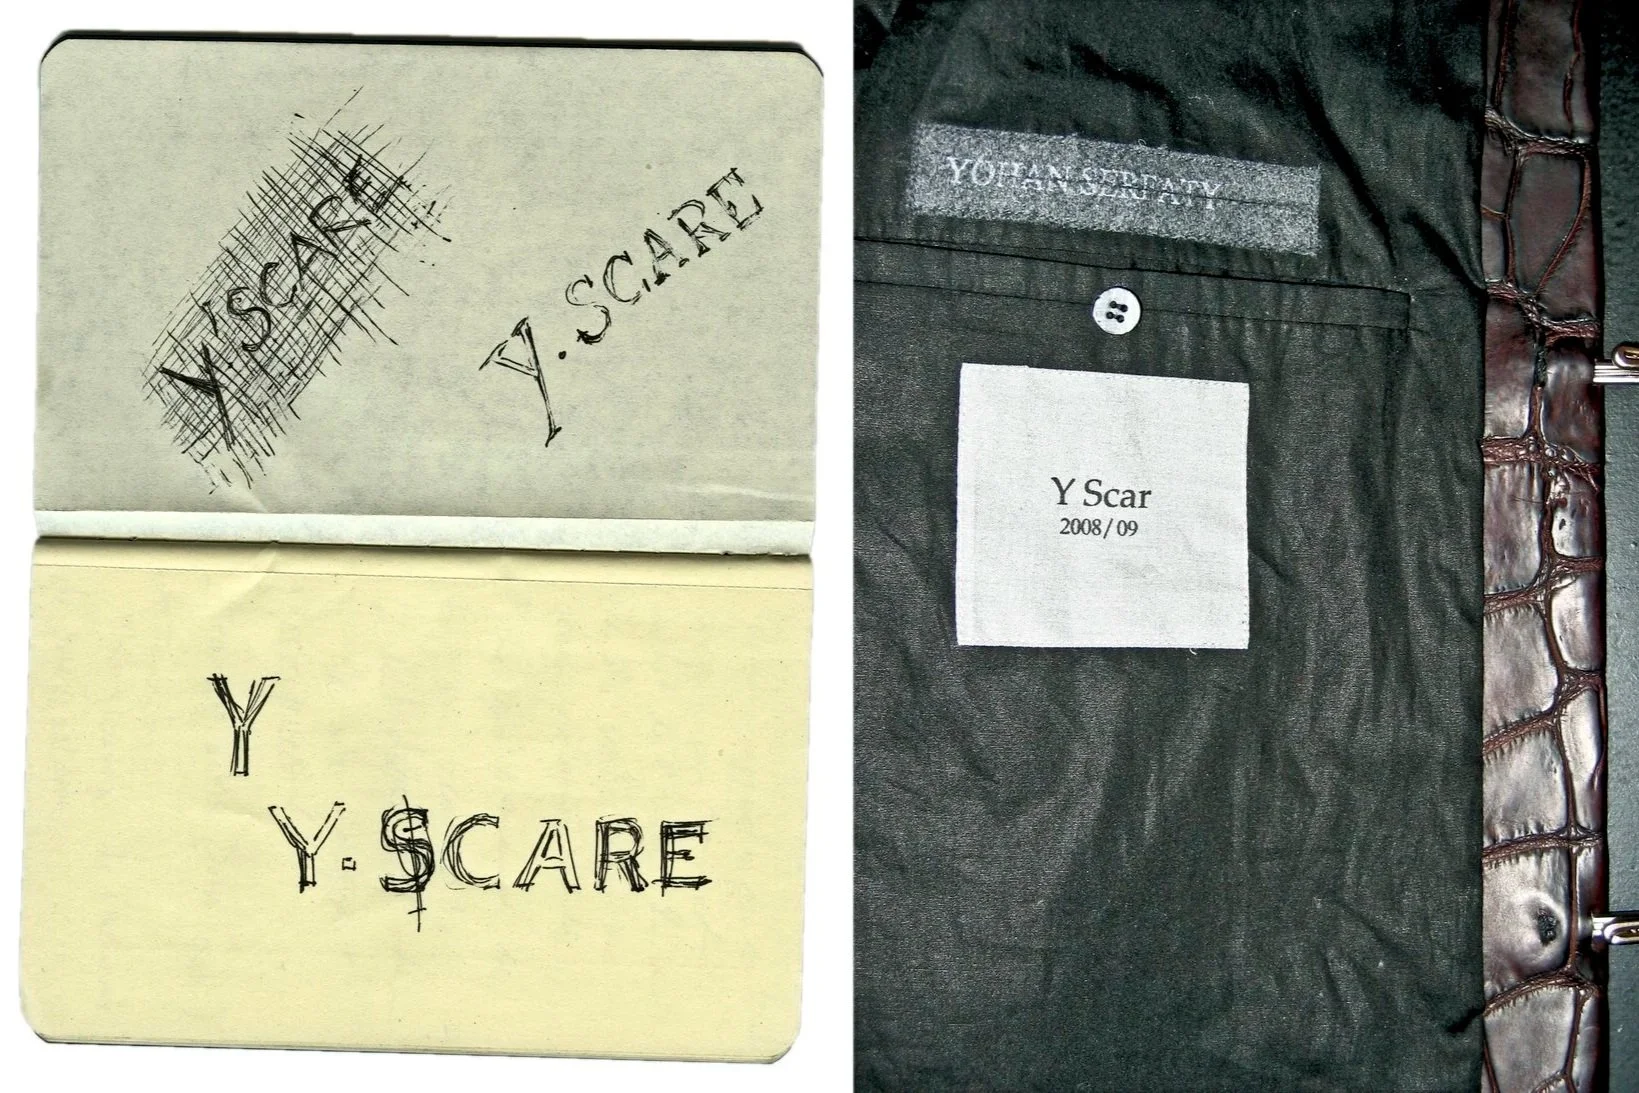 Y'SCARE
Y.SCARE
Y
Y.SCARE
YOHAN SERFATY
Y Scar
2008/09